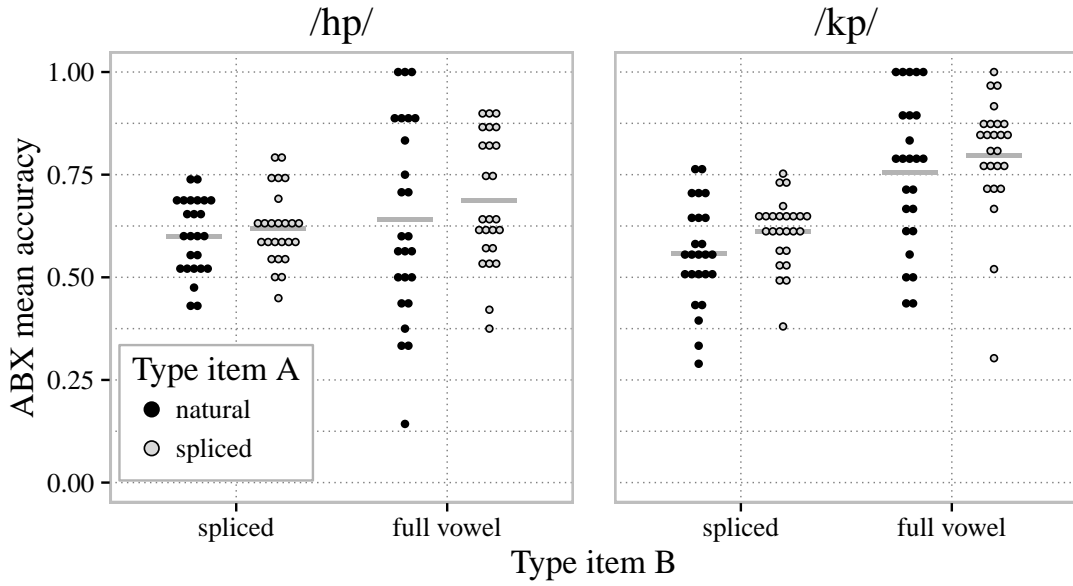 /hp/
/kp/
ABX mean accuracy
1.00
0.75
0.50
0.25
0.00
Type item A
natural
spliced
spliced
full vowel
spliced
full vowel
Type item B